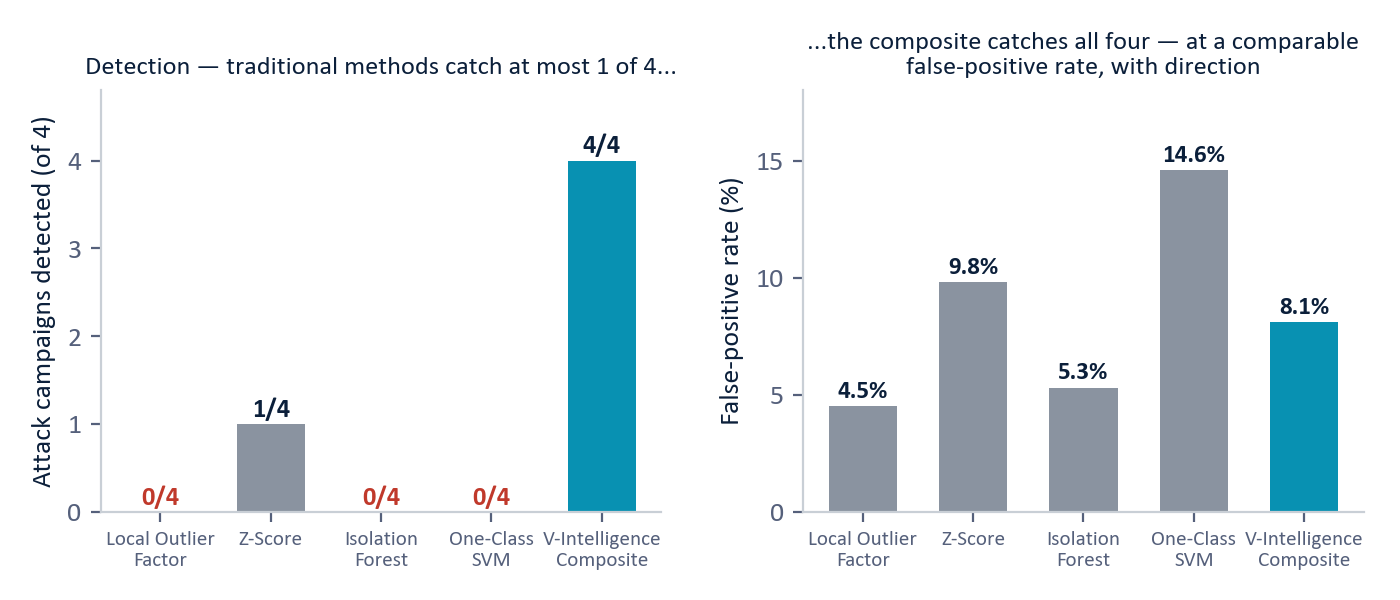 Detection — traditional methods catch at most 1 of 4...
Attack campaigns detected (of 4)
4
3
2
1
0
0/4
1/4
0/4
0/4
4/4
Local Outlier
Factor
Z-Score
Isolation
Forest
One-Class
SVM
V-Intelligence
Composite
...the composite catches all four — at a comparable
false-positive rate, with direction
False-positive rate (%)
15
10
5
0
4.5%
9.8%
5.3%
14.6%
8.1%
Local Outlier
Factor
Z-Score
Isolation
Forest
One-Class
SVM
V-Intelligence
Composite